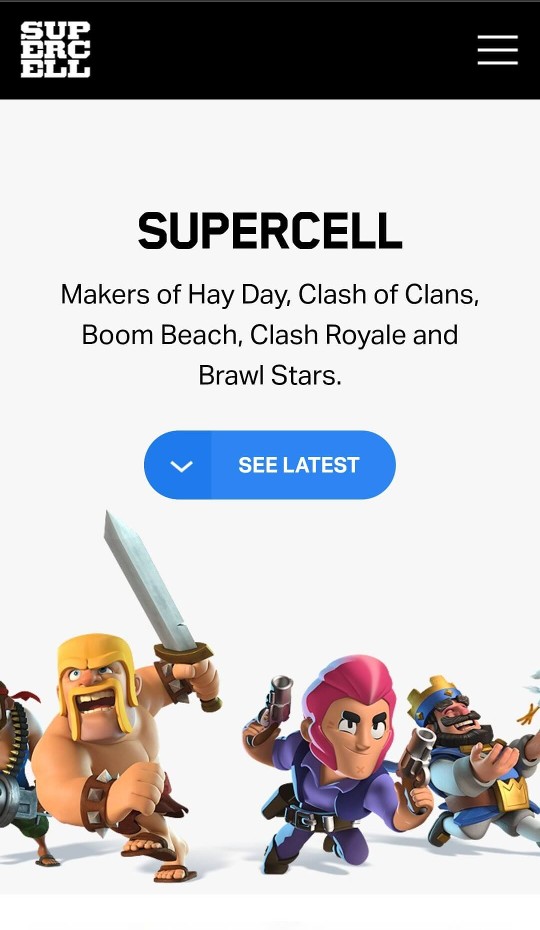 SUP
ERC
ELL
SUPERCELL
Makers of Hay Day, Clash of Clans,
Boom Beach, Clash Royale and
Brawl Stars.
SEE LATEST